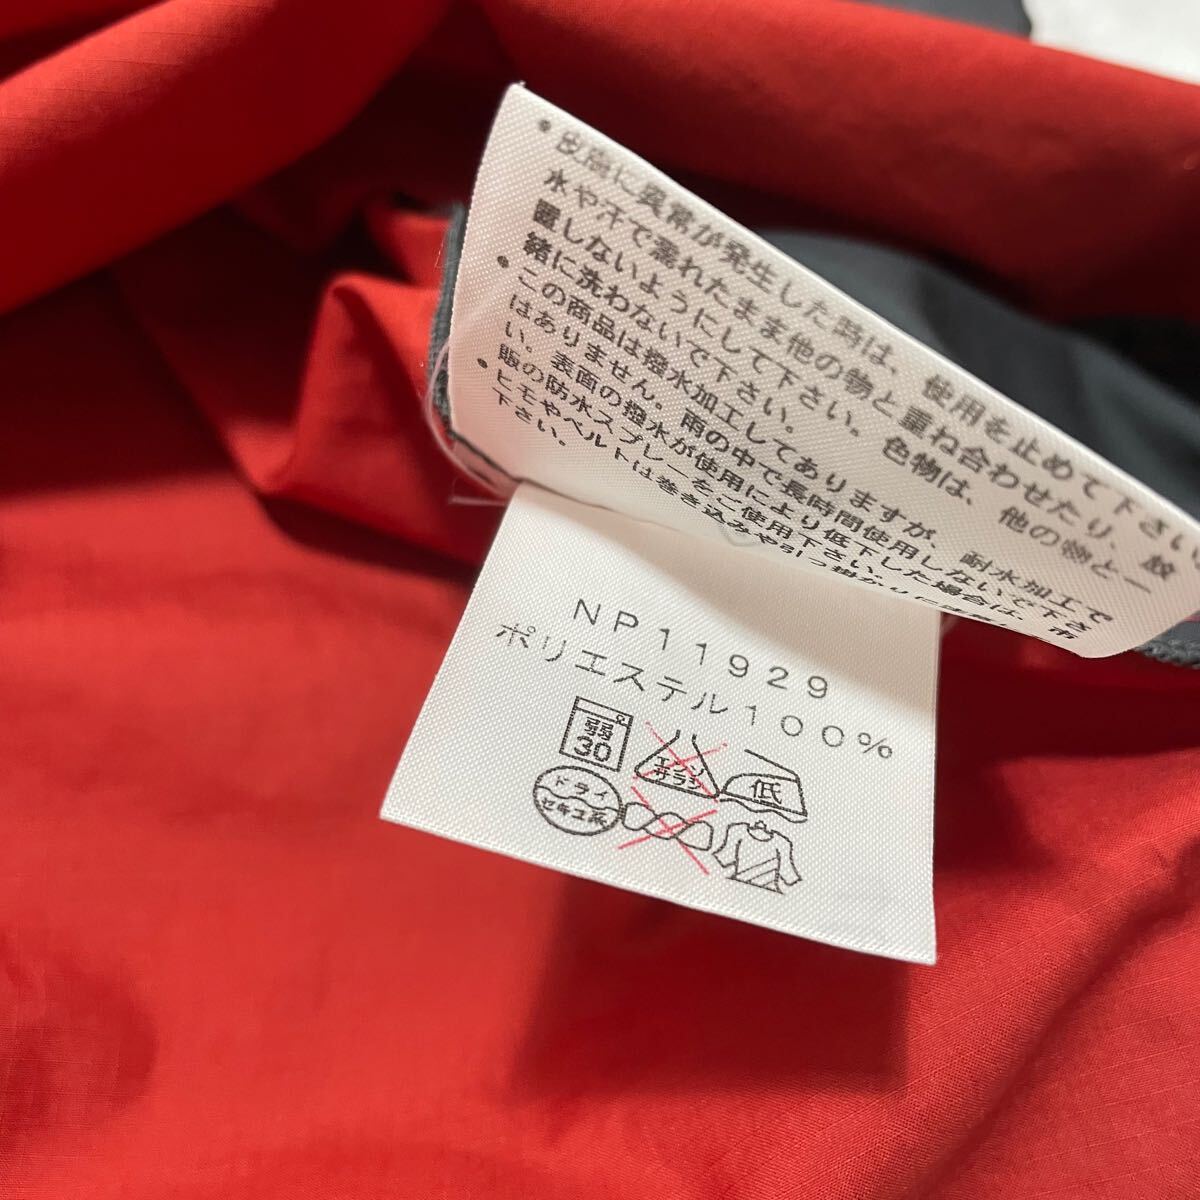 ・皮膚に異常が発生した時は、使用を止めて下さい。
水や汗で濡れたまま他の物と重ね合わせたり、放
置しないようにして下さい。色物は、他の物と一
緒に洗わないで下さい。
・この商品は撥水加工してありますが、耐水加工で
はありません。雨の中で長時間使用しないで下さ
い。表面の撥水が使用により低下した場合は、市
販の防水スプレーをご使用下さい。
・ヒモやベルトは巻き込みや引っ掛かりに
下さい。
NP11929
ポリエステル100%
弱
30
エンソ
サラシ
低
ドライ
セキユ系